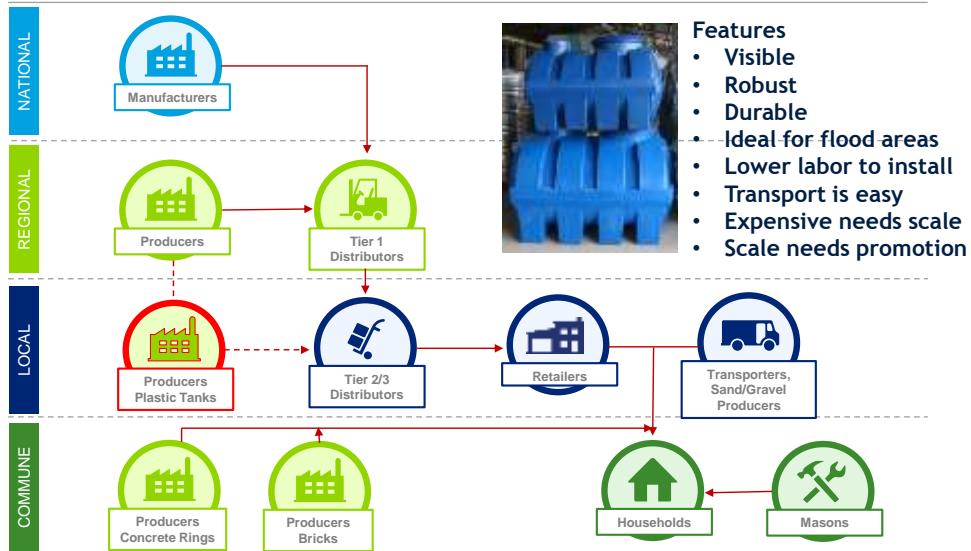 NATIONAL
Manufacturers
Features
• Visible
• Robust
• Durable
• Ideal for flood areas
• Lower labor to install
• Transport is easy
• Expensive needs scale
• Scale needs promotion
REGIONAL
Producers
Tier 1
Distributors
LOCAL
Producers
Plastic Tanks
Tier 2/3
Distributors
Retailers
Transporters,
Sand/Gravel
Producers
COMMUNE
Producers
Concrete Rings
Producers
Bricks
Households
Masons